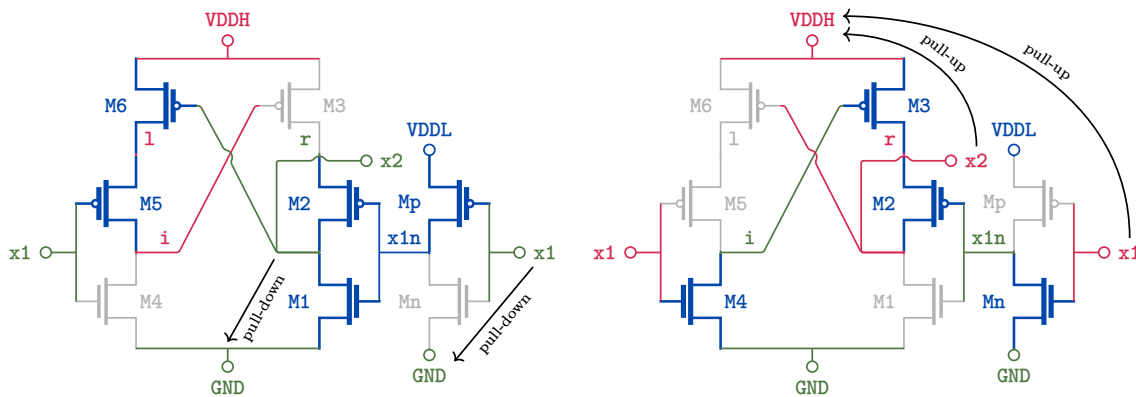 VDDH
M6
M3
l
r
VDDL
x2
M5
M2
Mp
x1
i
x1n
x1
M4
M1
Mn
pull-down
pull-down
GND
GND
VDDH
pull-up
pull-up
M6
M3
l
r
VDDL
x2
M5
M2
Mp
x1
i
x1n
x1
M4
M1
Mn
GND
GND